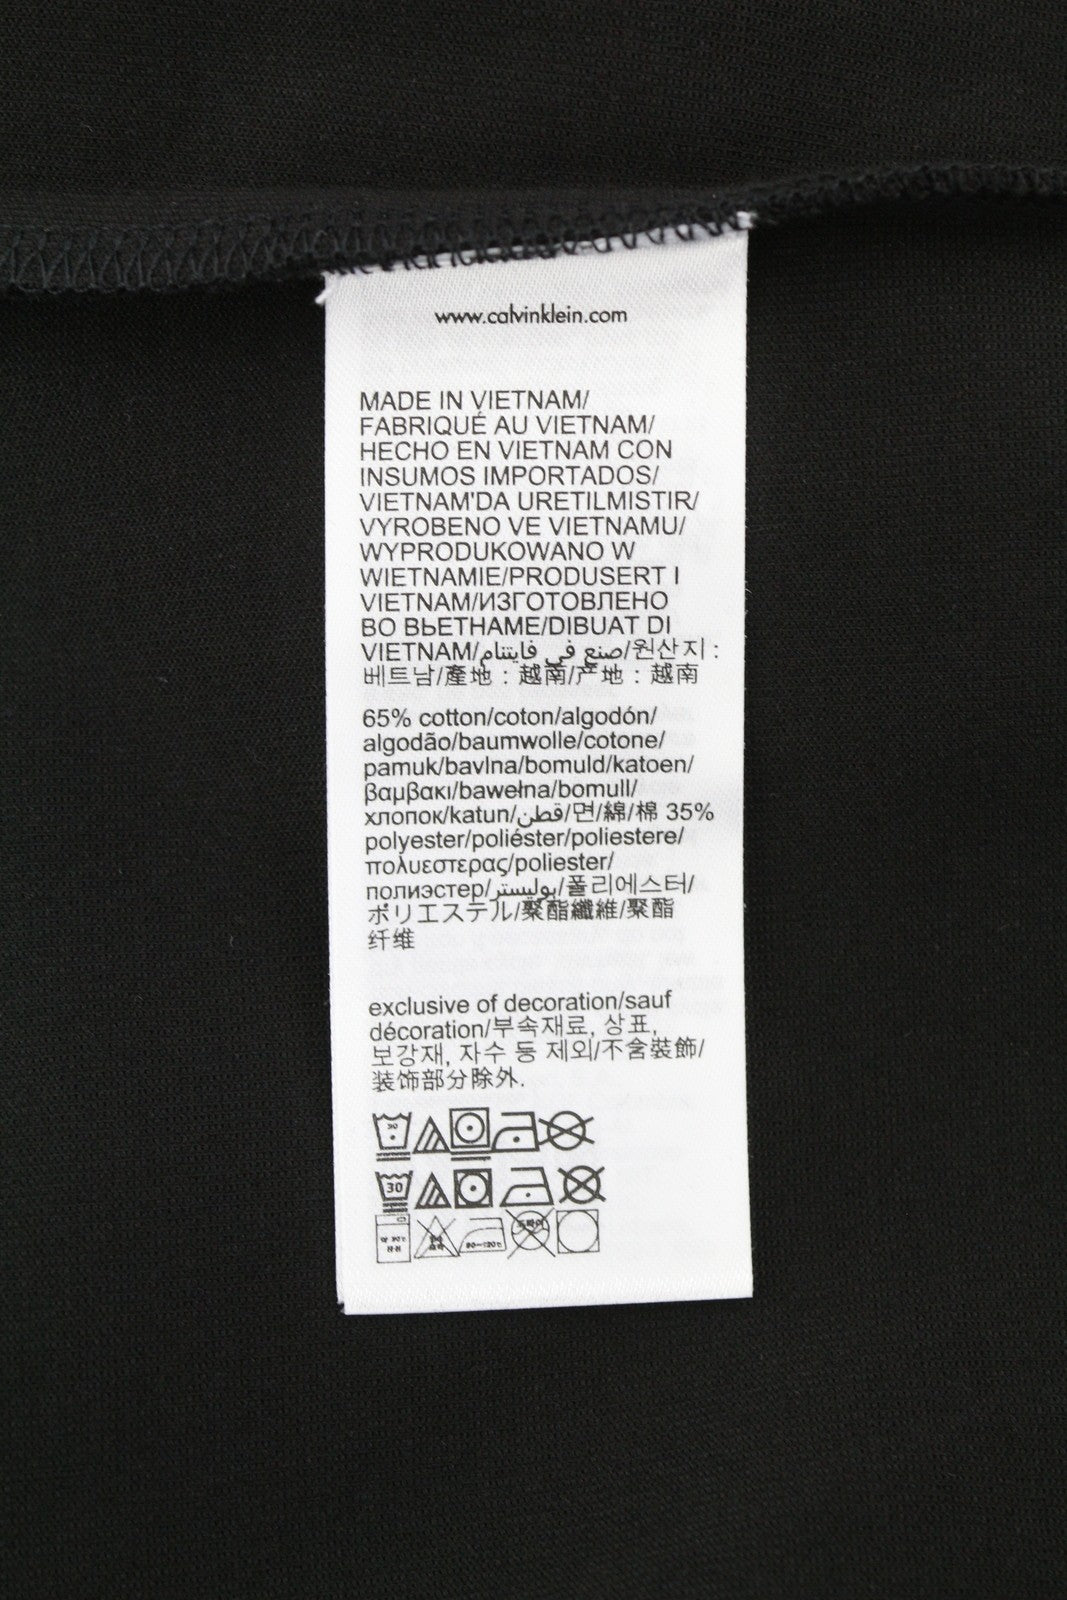 www.calvinklein.com
MADE IN VIETNAM/
FABRIQUÉ AU VIETNAM/
HECHO EN VIETNAM CON
INSUMOS IMPORTADOS/
VIETNAM'DA URETILMISTIR/
VYROBENO VE VIETNAMU/
WYPRODUKOWANO W
WIETNAMIE/PRODUSERT I
VIETNAM/ИЗГОТОВЛЕНО
ВО ВЬЕТНАМЕ/DIBUAT DI
VIETNAM/صنع في فايتنام/원산지 :
베트남/產地 : 越南/产地 : 越南
65% cotton/coton/algodón/
algodão/baumwolle/cotone/
pamuk/bavlna/bomuld/katoen/
βαμβακι/bawełna/bomull/
хлопок/katun/قطن/면/綿/棉 35%
polyester/poliéster/poliestere/
πολυεστερας/poliester/
полиэстер/بوليستر/폴리에스터/
ポリエステル/聚酯纖維/聚酯
纤维
exclusive of decoration/sauf
décoration/부속재료, 상표,
보강재, 자수 등 제외/不含裝飾/
装饰部分除外.
30
30